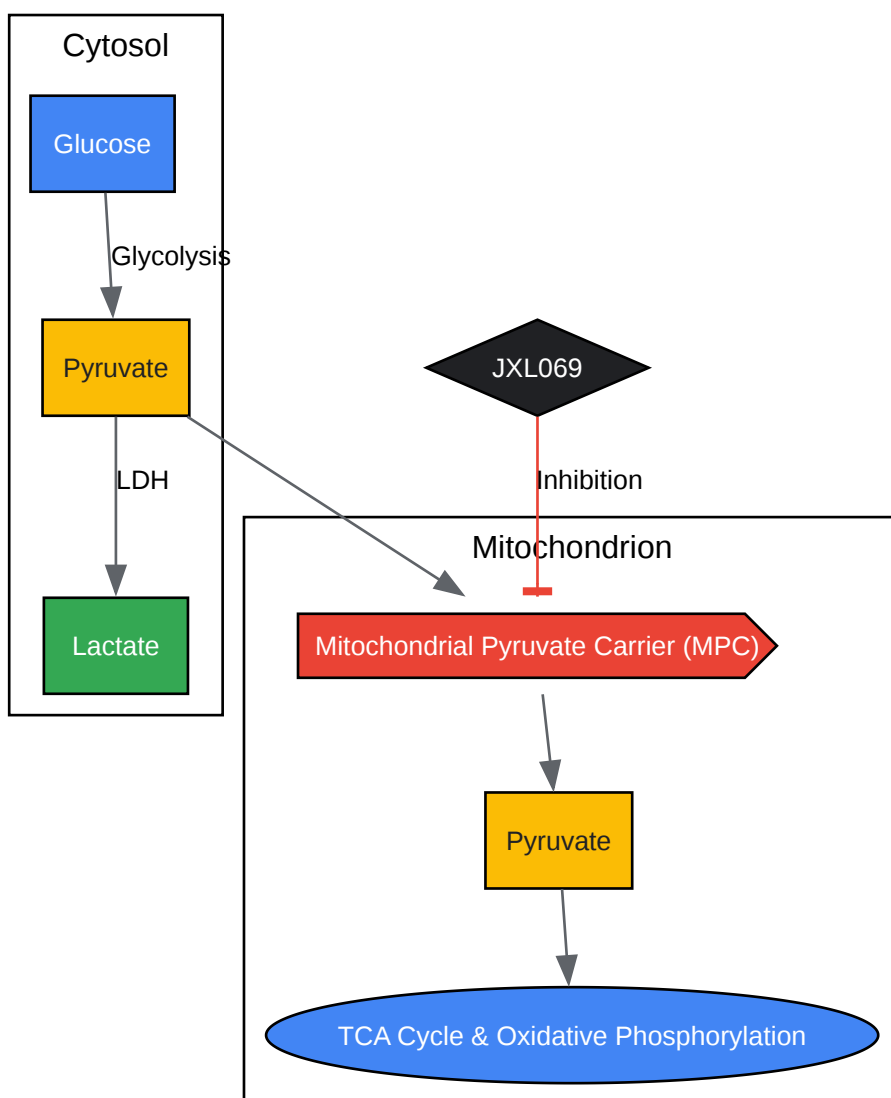 Cytosol
Glucose
Glycolysis
Pyruvate
JXL069
LDH
Inhibition
Mitochondrion
Lactate
Mitochondrial Pyruvate Carrier (MPC)
Pyruvate
TCA Cycle & Oxidative Phosphorylation